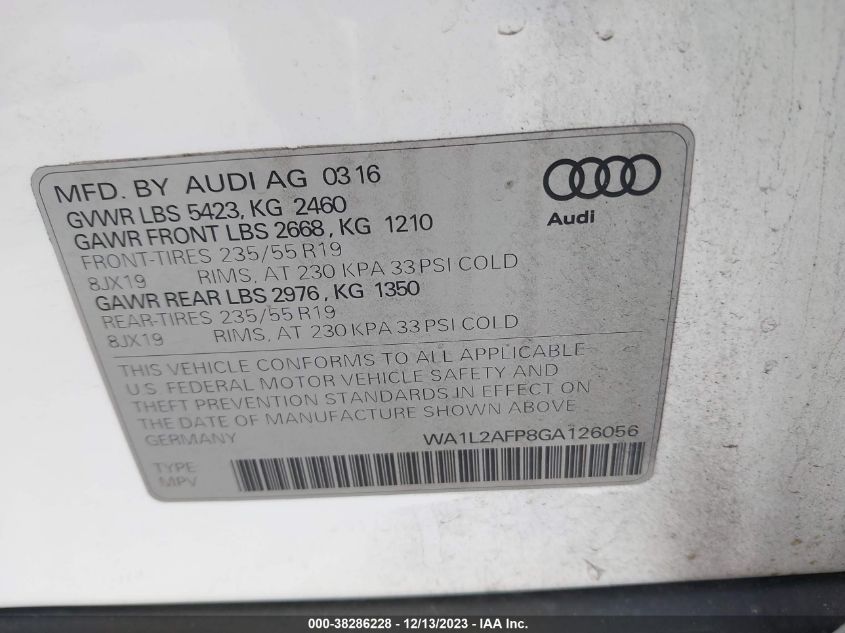 MFD. BY AUDI AG 0316
Audi
GVWR LBS 5423, KG 2460
GAWR FRONT LBS 2668, KG 1210
FRONT-TIRES 235/55 R19
8JX19 RIMS, AT 230 KPA 33 PSI COLD
GAWR REAR LBS 2976, KG 1350
REAR-TIRES 235/55 R19
8JX19 RIMS, AT 230 KPA 33 PSI COLD
THIS VEHICLE CONFORMS TO ALL APPLICABLE
U.S. FEDERAL MOTOR VEHICLE SAFETY AND
THEFT PREVENTION STANDARDS IN EFFECT ON
THE DATE OF MANUFACTURE SHOWN ABOVE.
GERMANY WA1L2AFP8GA126056
TYPE
MPV
000-38286228 - 12/13/2023 - IAA Inc.